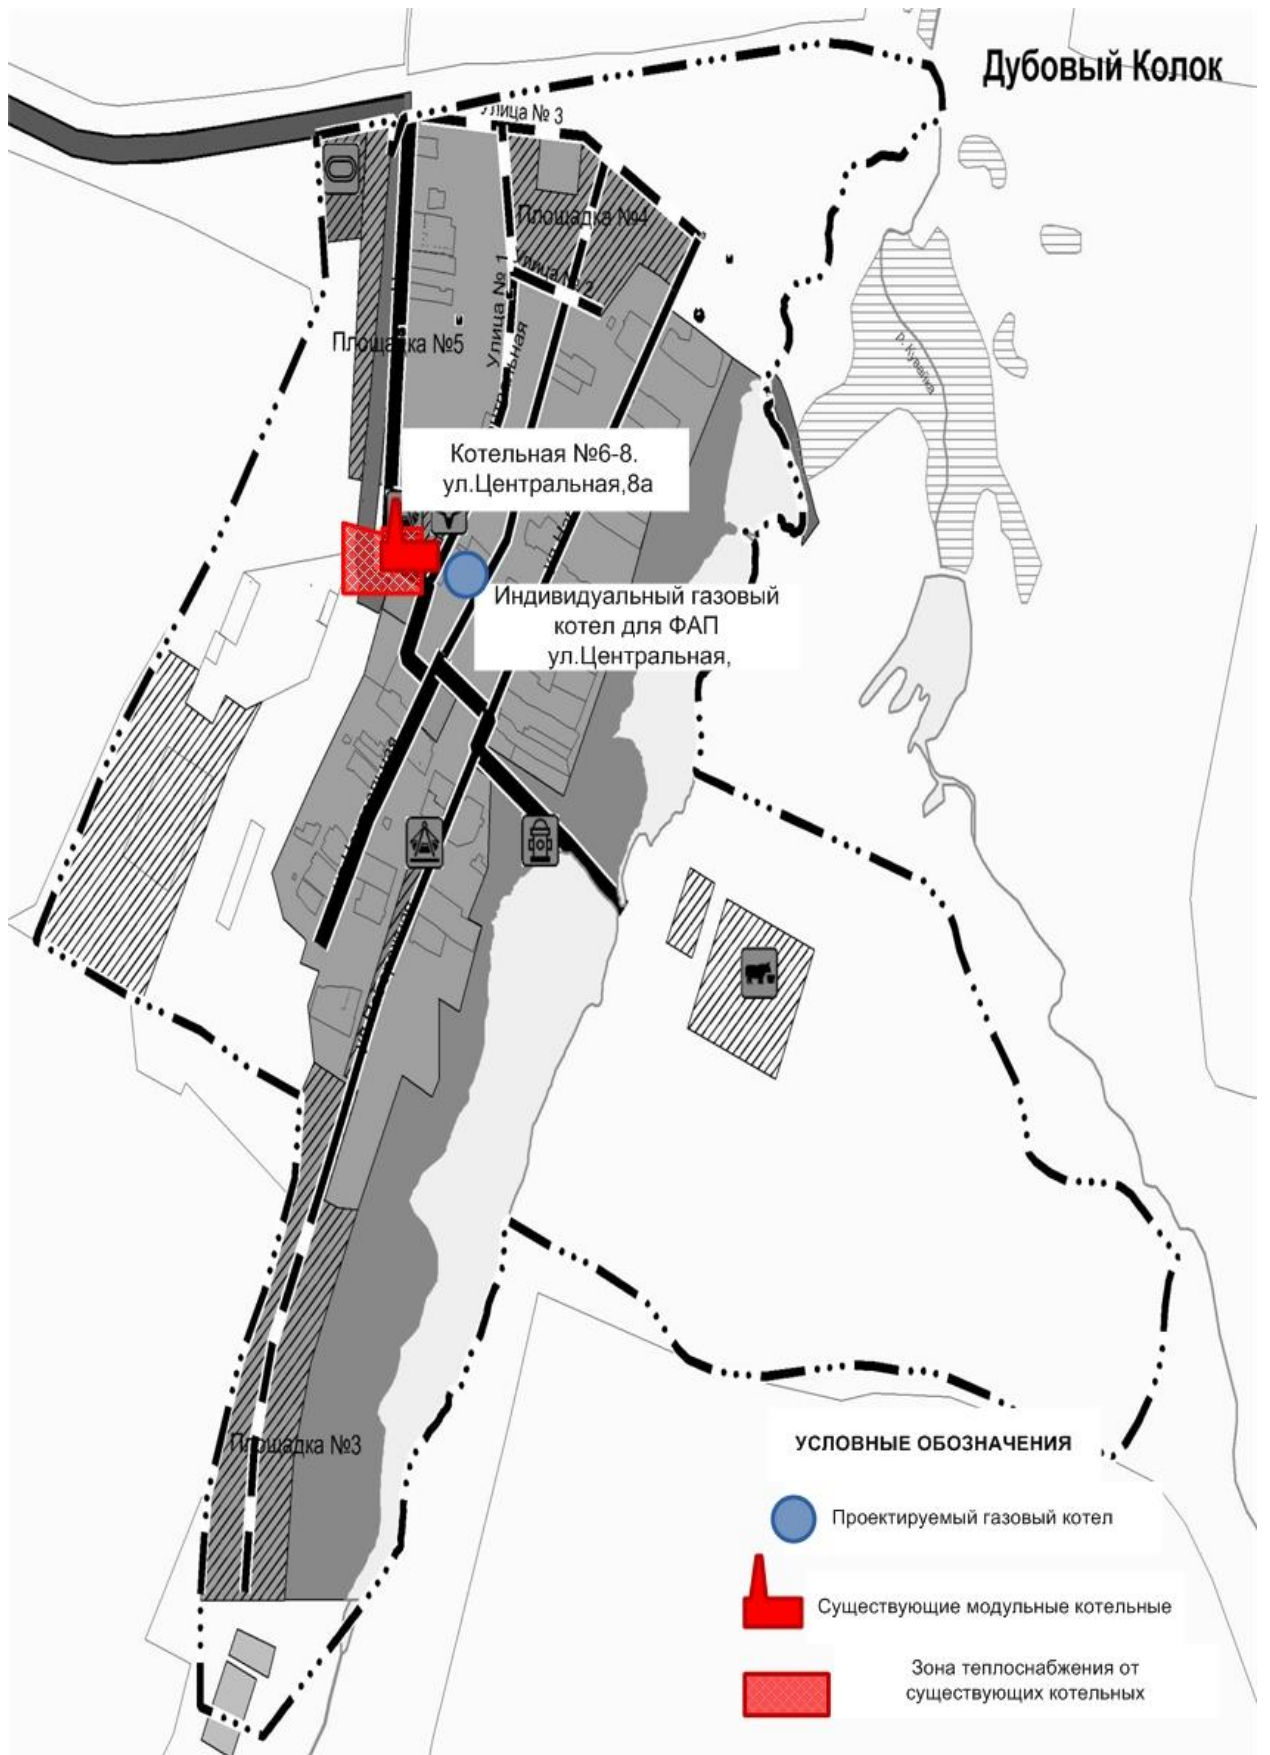 Дубовый Колок
Улица № 3
Площадка №4
Улица № 2
Улица № 1
р. Кувайка
Площадка №5
Котельная №6-8.
ул.Центральная,8а
Индивидуальный газовый
котел для ФАП
ул.Центральная,
Площадка №3
УСЛОВНЫЕ ОБОЗНАЧЕНИЯ
Проектируемый газовый котел
Существующие модульные котельные
Зона теплоснабжения от
существующих котельных